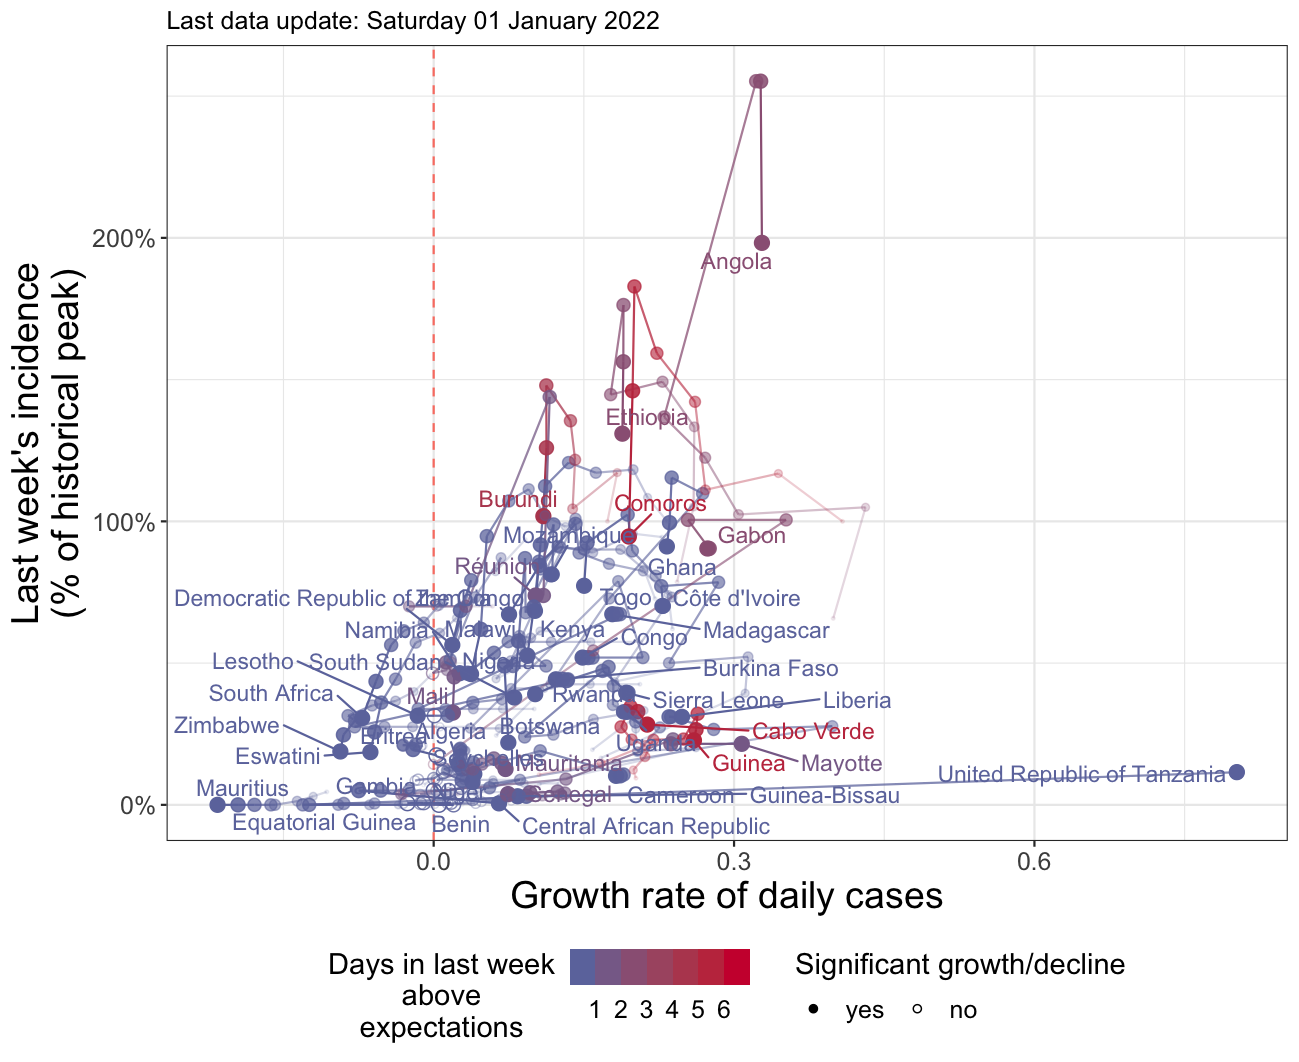 Last data update: Saturday 01 January 2022
Last week's incidence
(% of historical peak)
200%
100%
0%
Angola
Ethiopia
Burundi
Comoros
Mozambique
Gabon
Réunion
Ghana
Democratic Republic of the Congo
Zambia
Togo
Côte d'Ivoire
Namibia
Malawi
Kenya
Congo
Madagascar
Lesotho
South Sudan
Nigeria
Burkina Faso
South Africa
Mali
Rwanda
Sierra Leone
Liberia
Zimbabwe
Eritrea
Algeria
Botswana
Uganda
Cabo Verde
Eswatini
Seychelles
Mauritania
Guinea
Mayotte
United Republic of Tanzania
Mauritius
Gambia
Niger
Senegal
Cameroon
Guinea-Bissau
Equatorial Guinea
Benin
Central African Republic
0.0
0.3
0.6
Growth rate of daily cases
Days in last week
above
expectations
1 2 3 4 5 6
Significant growth/decline
yes
no